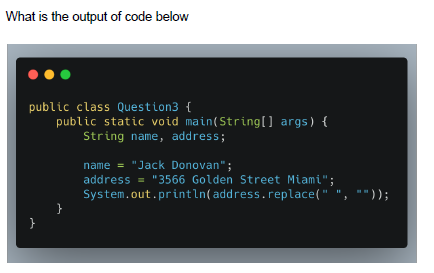 What is the output of code below
public class Question3 {
public static void main(String[] args) {
String name, address;
name = "Jack Donovan";
address = "3566 Golden Street Miami";
System.out.println(address.replace(" ", ""));
}
}